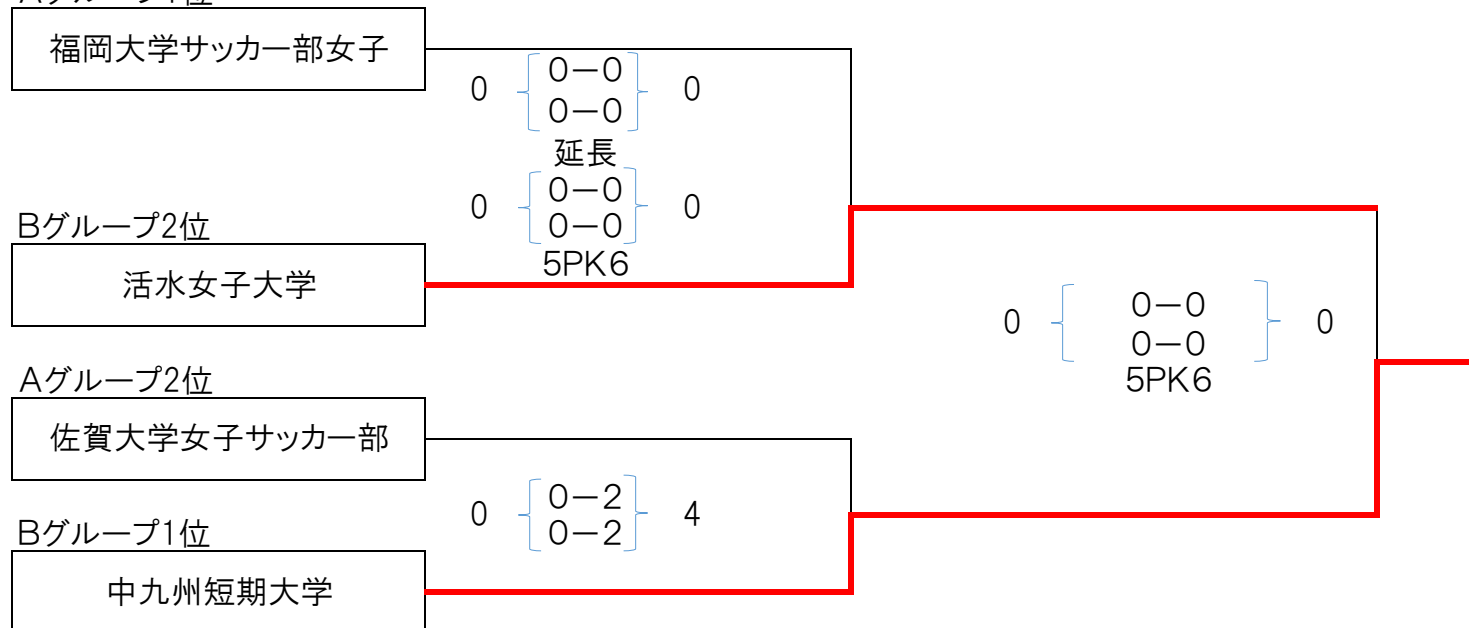 福岡大学サッカー部女子
0 0－0 0
0－0
延長
0 0－0 0
0－0
5PK6
Bグループ2位
活水女子大学
0 0－0 0
0－0
5PK6
Aグループ2位
佐賀大学女子サッカー部
0 0－2 4
0－2
Bグループ1位
中九州短期大学